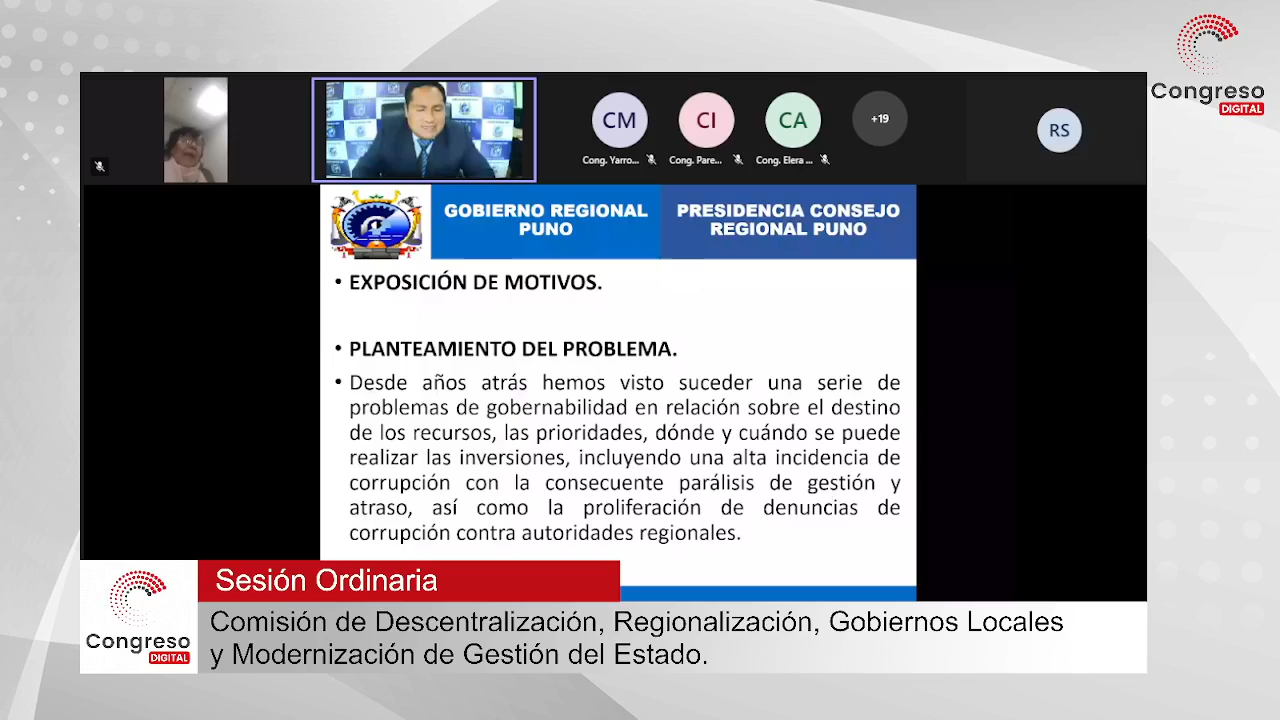 Congreso
DIGITAL
CM
CI
CA
+19
RS
Cong. Yarro...
Cong. Pare...
Cong. Elera ...
GOBIERNO REGIONAL
PUNO
PRESIDENCIA CONSEJO
REGIONAL PUNO
• EXPOSICIÓN DE MOTIVOS.
• PLANTEAMIENTO DEL PROBLEMA.
• Desde años atrás hemos visto suceder una serie de
problemas de gobernabilidad en relación sobre el destino
de los recursos, las prioridades, dónde y cuándo se puede
realizar las inversiones, incluyendo una alta incidencia de
corrupción con la consecuente parálisis de gestión y
atraso, así como la proliferación de denuncias de
corrupción contra autoridades regionales.
Sesión Ordinaria
Congreso
DIGITAL
Comisión de Descentralización, Regionalización, Gobiernos Locales
y Modernización de Gestión del Estado.